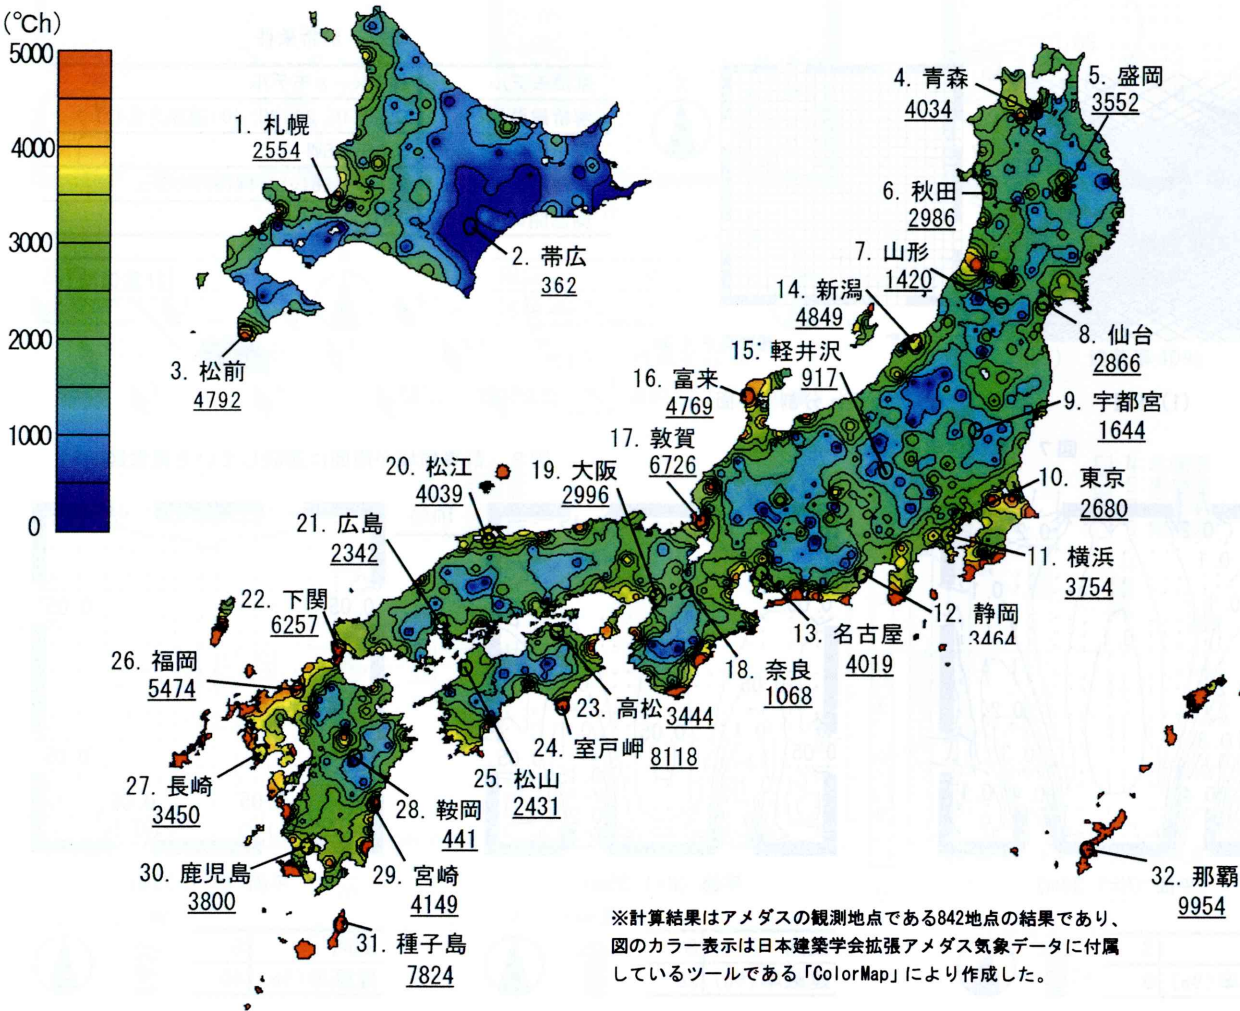 (℃h)
5000
4000
3000
2000
1000
0
1. 札幌
2554
2. 帯広
362
3. 松前
4792
4. 青森
4034
5. 盛岡
3552
6. 秋田
2986
7. 山形
1420
8. 仙台
2866
9. 宇都宮
1644
10. 東京
2680
11. 横浜
3754
12. 静岡
3464
13. 名古屋
4019
14. 新潟
4849
15. 軽井沢
917
16. 富来
4769
17. 敦賀
6726
18. 奈良
1068
19. 大阪
2996
20. 松江
4039
21. 広島
2342
22. 下関
6257
23. 高松
3444
24. 室戸岬
8118
25. 松山
2431
26. 福岡
5474
27. 長崎
3450
28. 鞍岡
441
29. 宮崎
4149
30. 鹿児島
3800
31. 種子島
7824
32. 那覇
9954
※計算結果はアメダスの観測地点である842地点の結果であり、
図のカラー表示は日本建築学会拡張アメダス気象データに付属
しているツールである「ColorMap」により作成した。